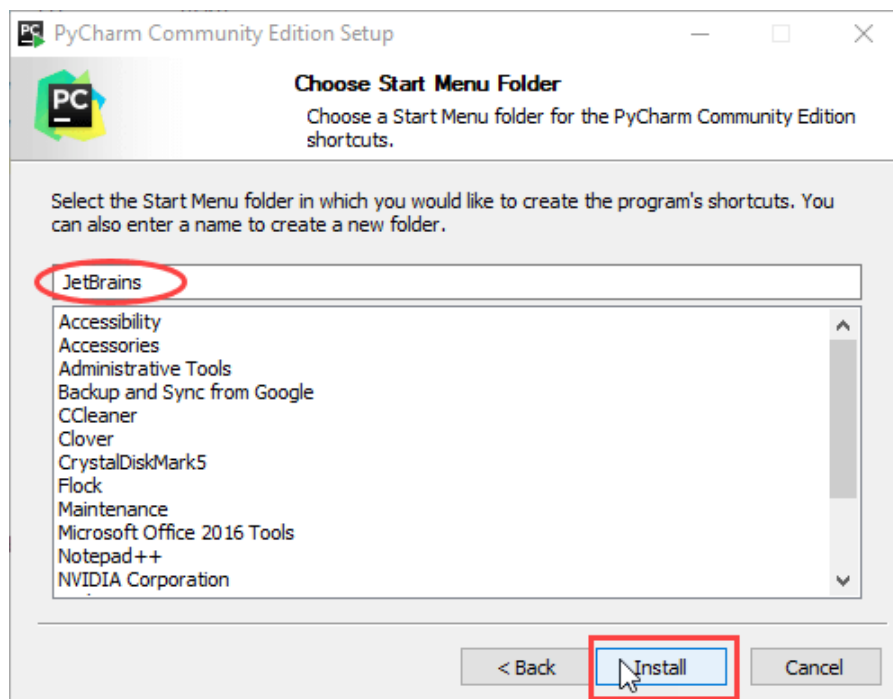 PC PyCharm Community Edition Setup
PC
Choose Start Menu Folder
Choose a Start Menu folder for the PyCharm Community Edition
shortcuts.
Select the Start Menu folder in which you would like to create the program's shortcuts. You
can also enter a name to create a new folder.
JetBrains
Accessibility
Accessories
Administrative Tools
Backup and Sync from Google
CCleaner
Clover
CrystalDiskMark5
Flock
Maintenance
Microsoft Office 2016 Tools
Notepad++
NVIDIA Corporation
< Back Install Cancel